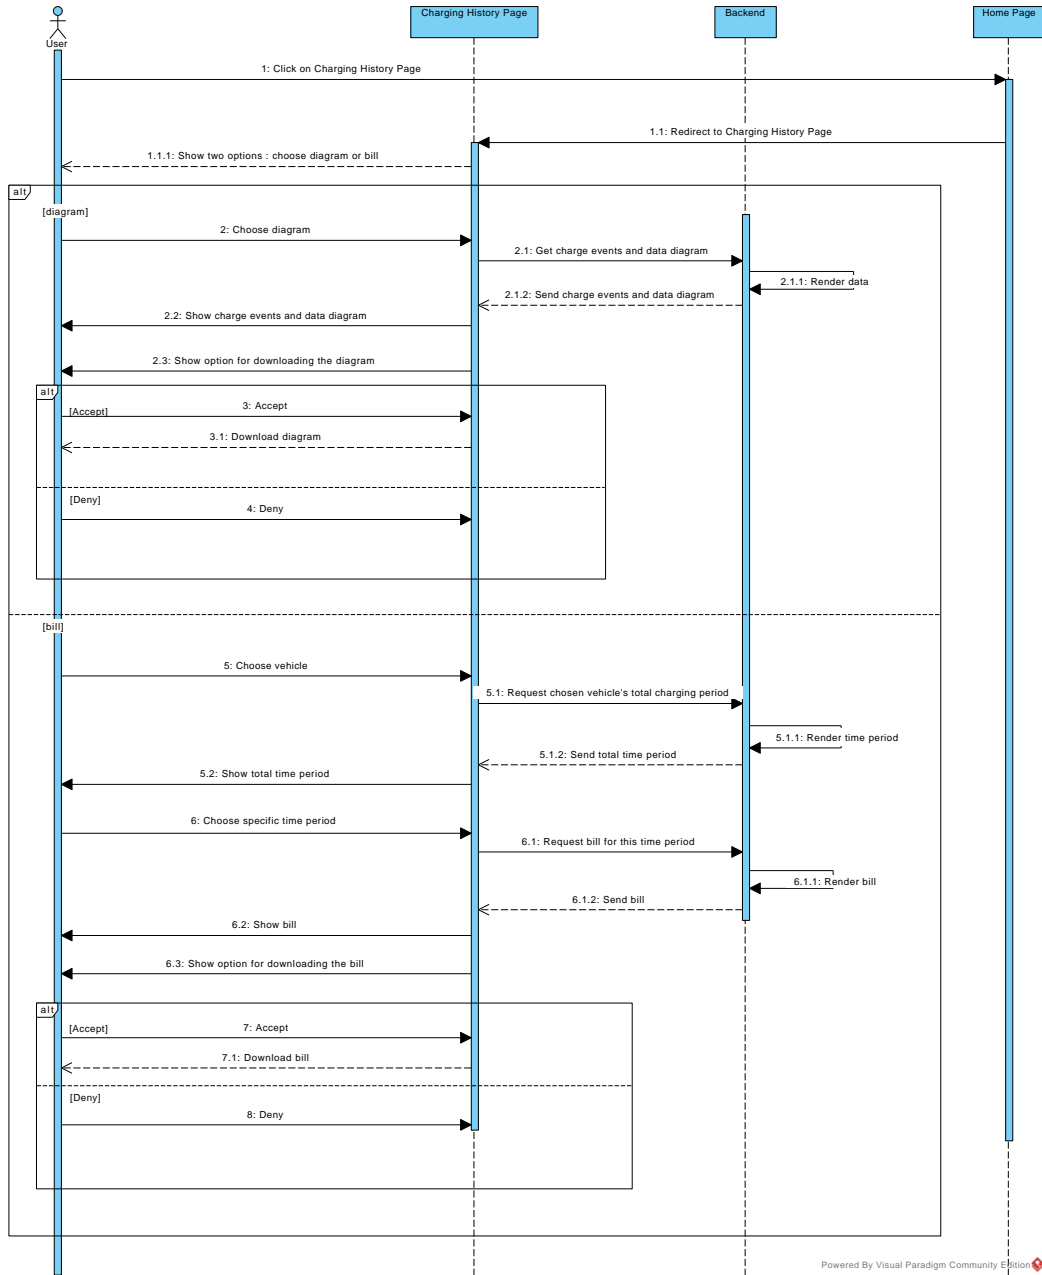 User
Charging History Page
Backend
Home Page
1: Click on Charging History Page
1.1: Redirect to Charging History Page
1.1.1: Show two options : choose diagram or bill
alt
[diagram]
2: Choose diagram
2.1: Get charge events and data diagram
2.1.1: Render data
2.1.2: Send charge events and data diagram
2.2: Show charge events and data diagram
2.3: Show option for downloading the diagram
alt
[Accept]
3: Accept
3.1: Download diagram
[Deny]
4: Deny
[bill]
5: Choose vehicle
5.1: Request chosen vehicle's total charging period
5.1.1: Render time period
5.1.2: Send total time period
5.2: Show total time period
6: Choose specific time period
6.1: Request bill for this time period
6.1.1: Render bill
6.1.2: Send bill
6.2: Show bill
6.3: Show option for downloading the bill
alt
[Accept]
7: Accept
7.1: Download bill
[Deny]
8: Deny
Powered By Visual Paradigm Community Edition